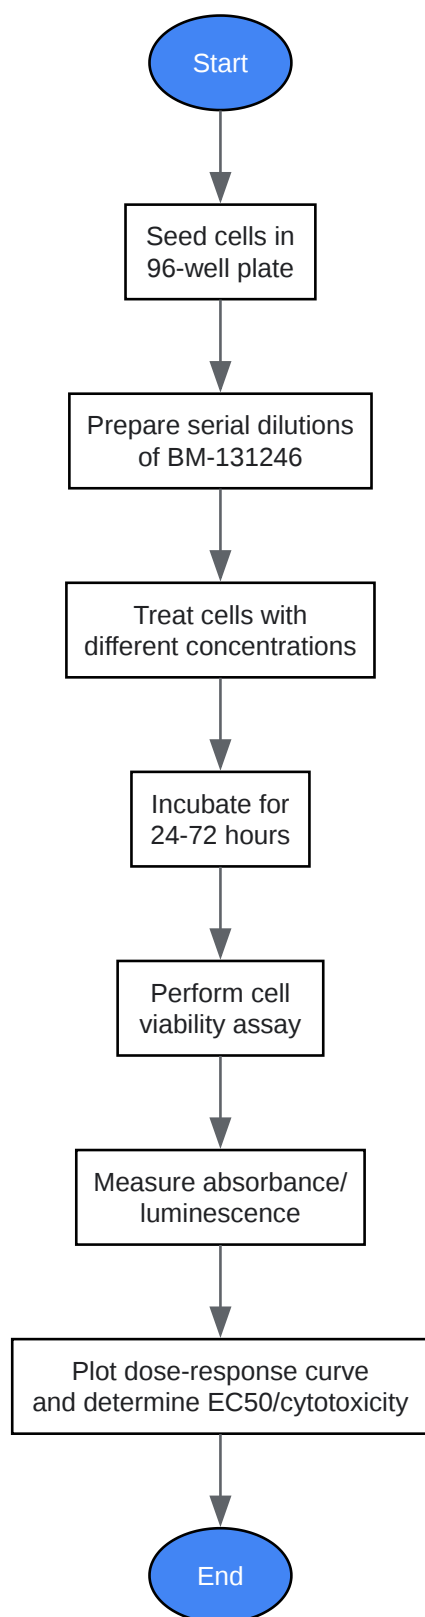 Start
Seed cells in
96-well plate
Prepare serial dilutions
of BM-131246
Treat cells with
different concentrations
Incubate for
24-72 hours
Perform cell
viability assay
Measure absorbance/
luminescence
Plot dose-response curve
and determine EC50/cytotoxicity
End